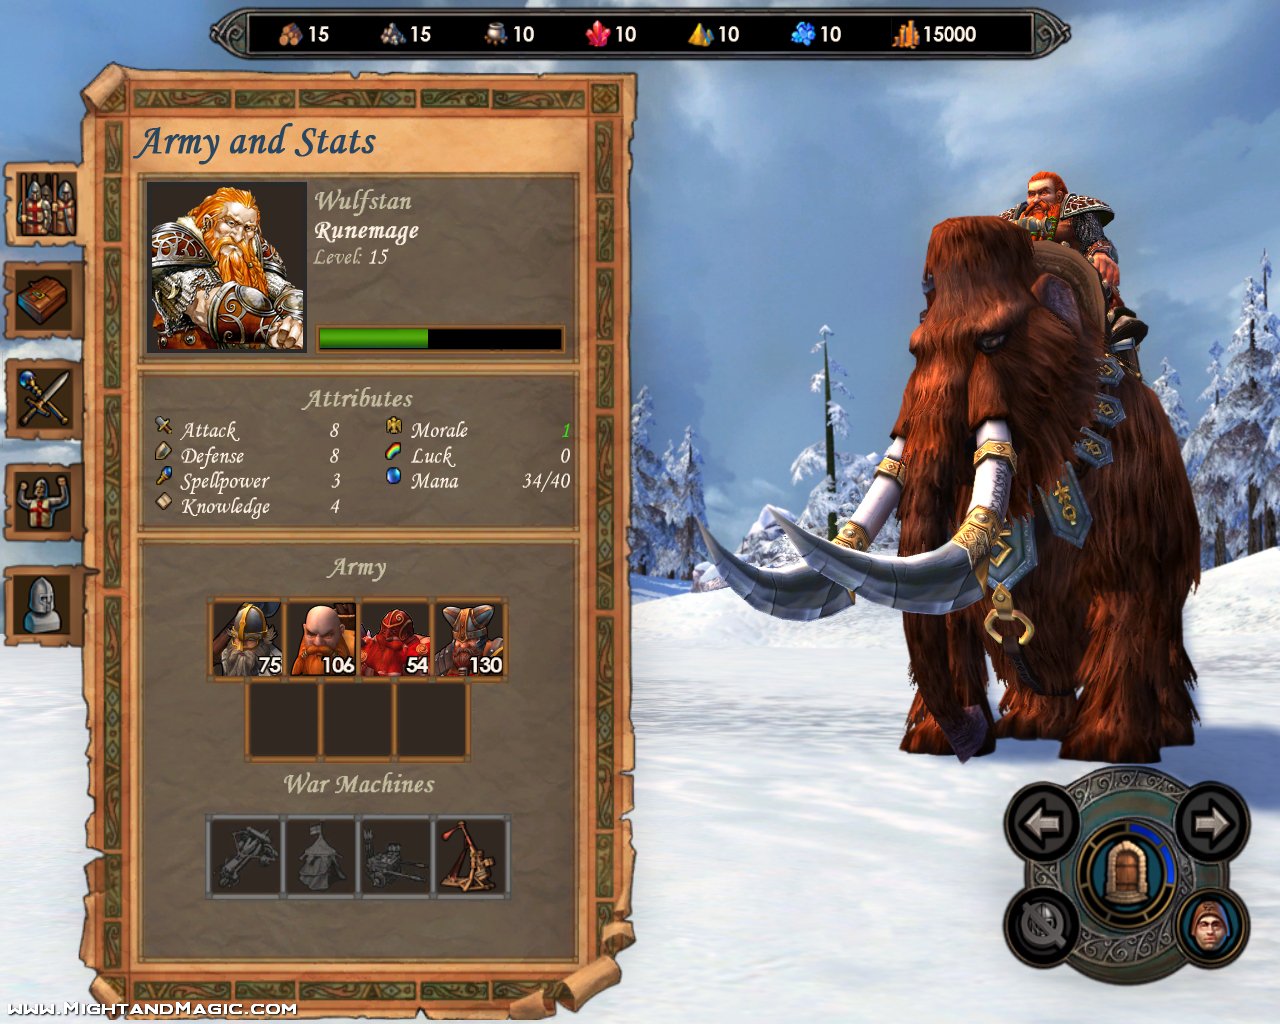 15 15 10 10 10 10 15000
Army and Stats
Wulfstan
Runemage
Level: 15
Attributes
Attack 8 Morale 1
Defense 8 Luck 0
Spellpower 3 Mana 34/40
Knowledge 4
Army
75 106 54 130
War Machines
www.MightandMagic.com